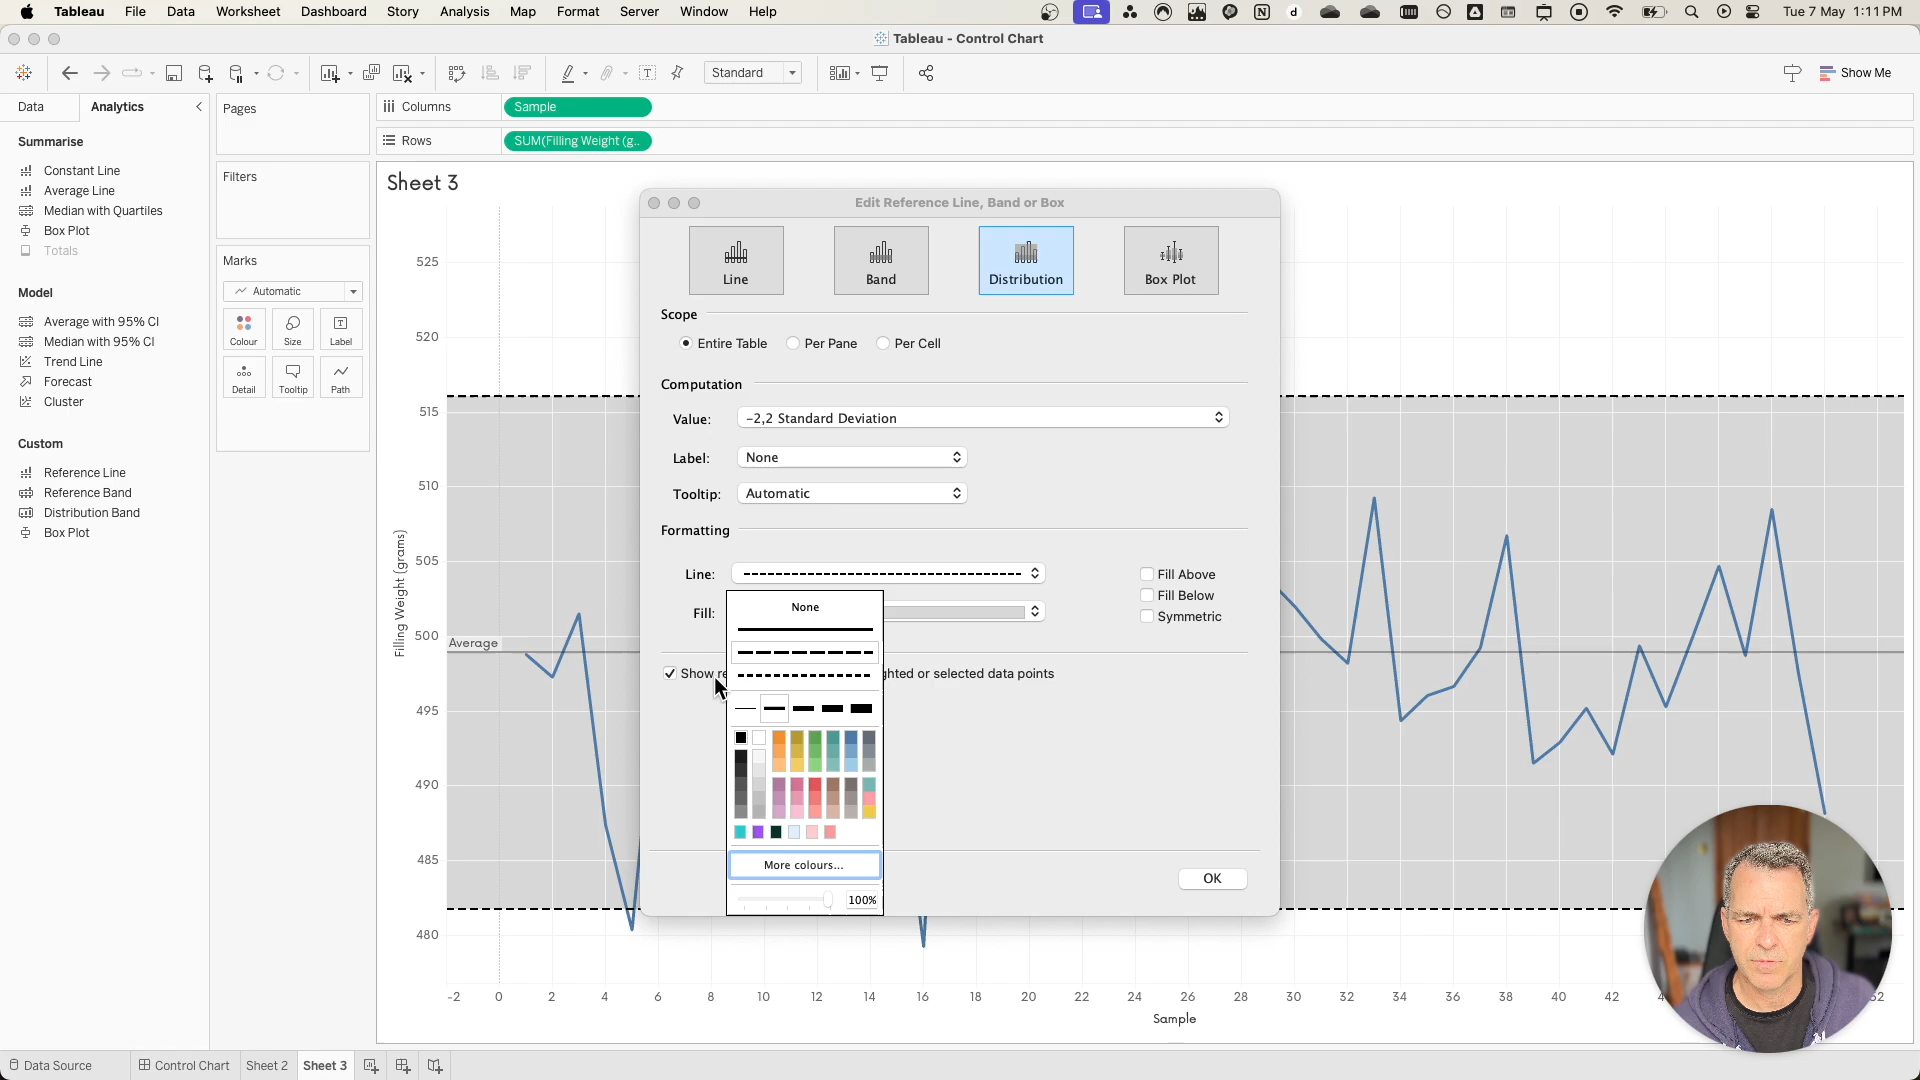 Tableau File Data Worksheet Dashboard Story Analysis Map Format Server Window Help
Tue 7 May 1:11 PM
Tableau - Control Chart
Standard
Show Me
Data Analytics
Summarise
Constant Line
Average Line
Median with Quartiles
Box Plot
Totals
Model
Average with 95% CI
Median with 95% CI
Trend Line
Forecast
Cluster
Custom
Reference Line
Reference Band
Distribution Band
Box Plot
Pages
Filters
Marks
Automatic
Colour Size Label
Detail Tooltip Path
Columns Sample
Rows SUM(Filling Weight (g..
Sheet 3
Filling Weight (grams)
525
520
515
510
505
500
495
490
485
480
Average
-2 0 2 4 6 8 10 12 14 16 18 20 22 24 26 28 30 32 34 36 38 40 42
Sample
Edit Reference Line, Band or Box
Line Band Distribution Box Plot
Scope
Entire Table Per Pane Per Cell
Computation
Value: -2,2 Standard Deviation
Label: None
Tooltip: Automatic
Formatting
Line:
Fill Above
Fill:
Fill Below
Symmetric
None
Show re
ghted or selected data points
More colours...
100%
OK
Data Source Control Chart Sheet 2 Sheet 3